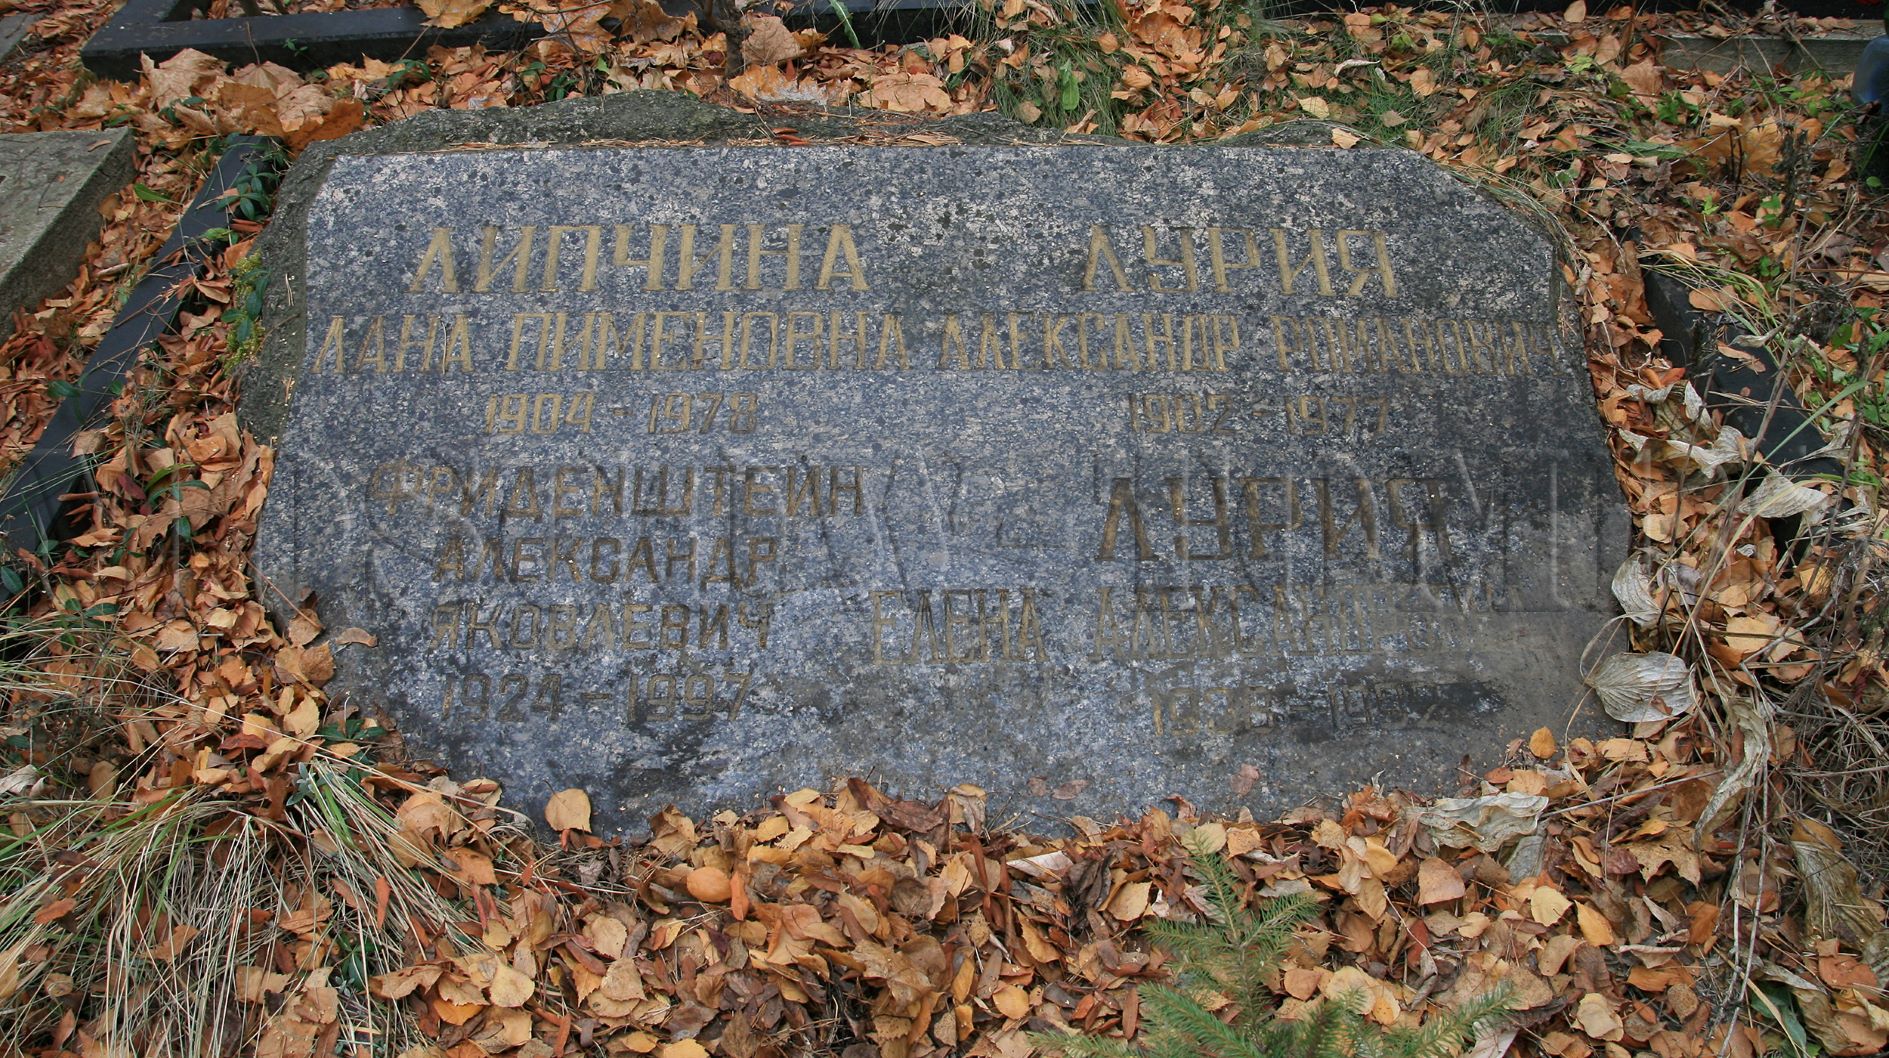 ЛИПЧИНА
ЛАНА ПИМЕНОВНА
1904 - 1978
ЛУРИЯ
АЛЕКСАНДР РОМАНОВИЧ
1902 - 1977
ФРИДЕНШТЕЙН
АЛЕКСАНДР
ЯКОВЛЕВИЧ
1924 - 1997
ЛУРИЯ
ЕЛЕНА